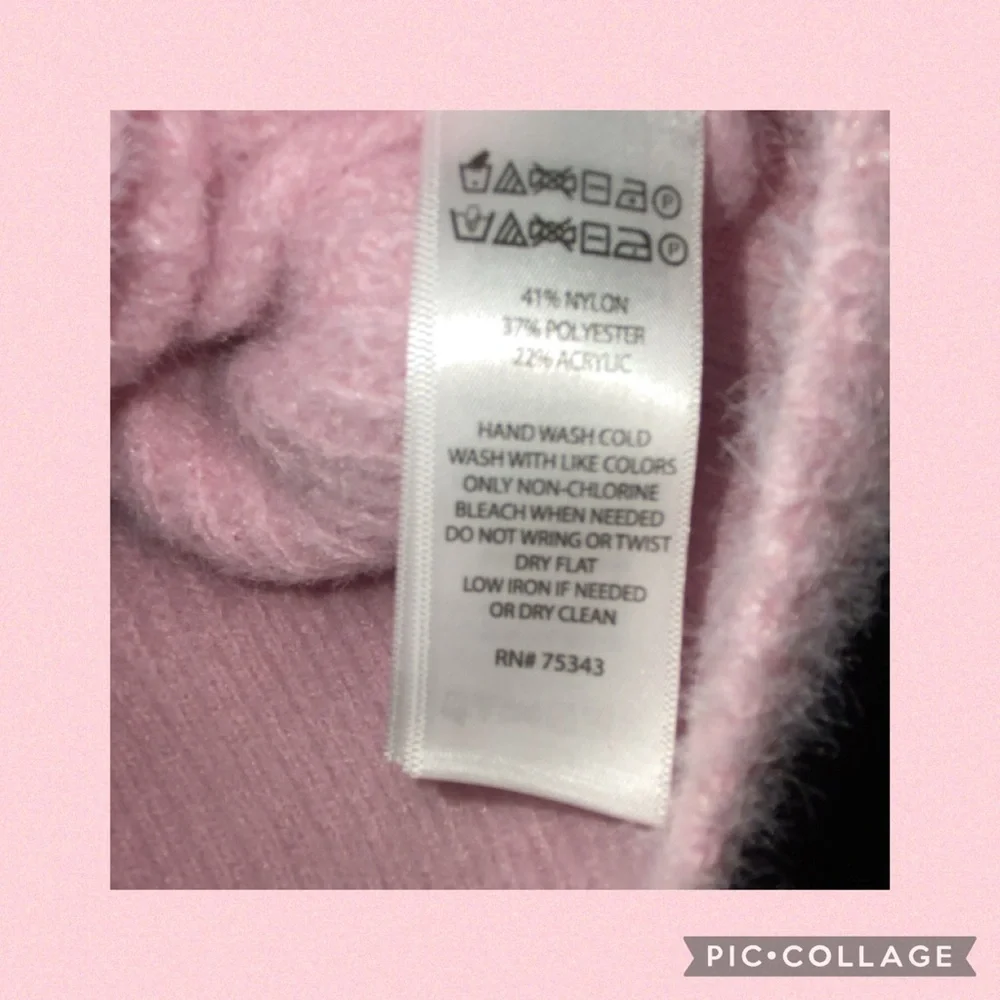 P
P
41% NYLON
37% POLYESTER
22% ACRYLIC
HAND WASH COLD
WASH WITH LIKE COLORS
ONLY NON-CHLORINE
BLEACH WHEN NEEDED
DO NOT WRING OR TWIST
DRY FLAT
LOW IRON IF NEEDED
OR DRY CLEAN
RN# 75343
PIC•COLLAGE